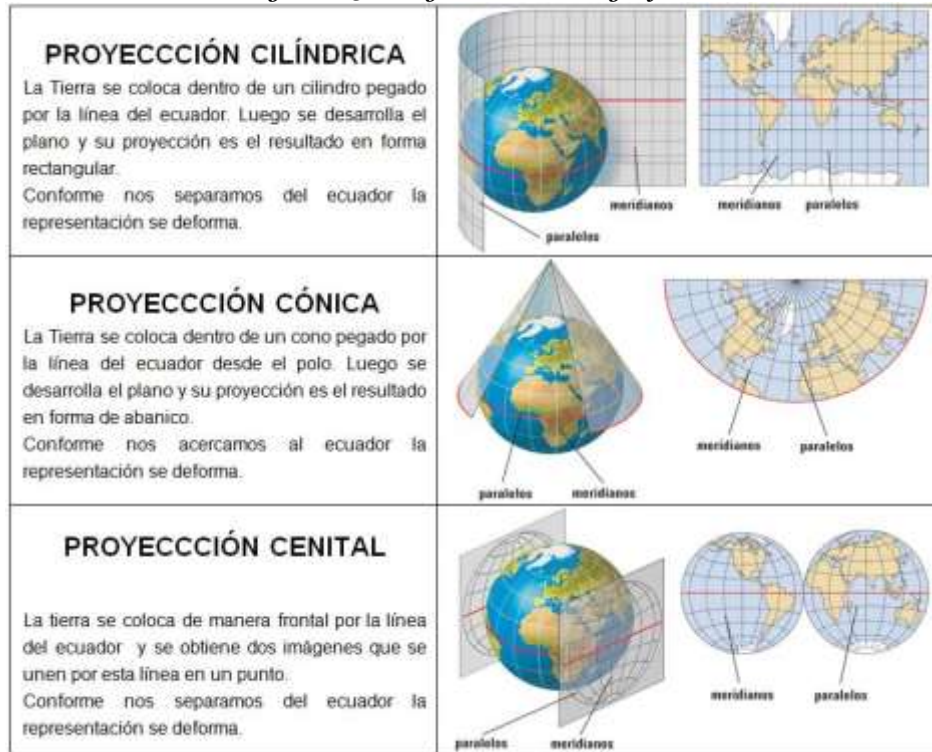 PROYECCCIÓN CILÍNDRICA
La Tierra se coloca dentro de un cilindro pegado
por la línea del ecuador. Luego se desarrolla el
plano y su proyección es el resultado en forma
rectangular.
Conforme nos separamos del ecuador la
representación se deforma.
meridianos
paralelos
meridianos
paralelos
PROYECCCIÓN CÓNICA
La Tierra se coloca dentro de un cono pegado por
la línea del ecuador desde el polo. Luego se
desarrolla el plano y su proyección es el resultado
en forma de abanico.
Conforme nos acercamos al ecuador la
representación se deforma.
paralelos
meridianos
meridianos
paralelos
PROYECCCIÓN CENITAL
La tierra se coloca de manera frontal por la línea
del ecuador y se obtiene dos imágenes que se
unen por esta línea en un punto.
Conforme nos separamos del ecuador la
representación se deforma.
paralelos
meridianos
meridianos
paralelos